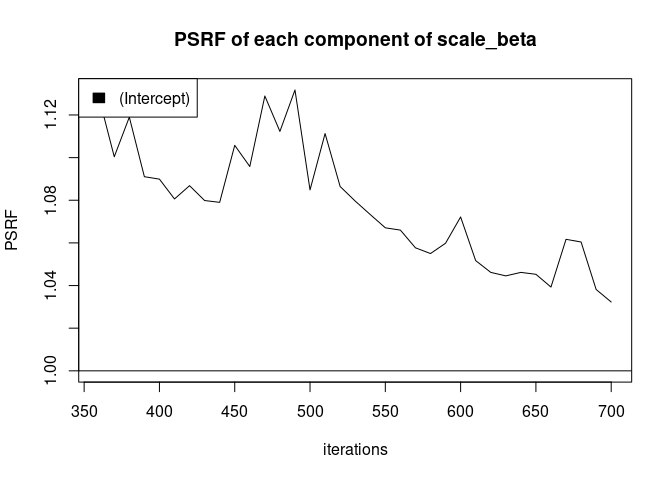 PSRF of each component of scale_beta
(Intercept)
PSRF
1.12
1.08
1.04
1.00
350 400 450 500 550 600 650 700
iterations